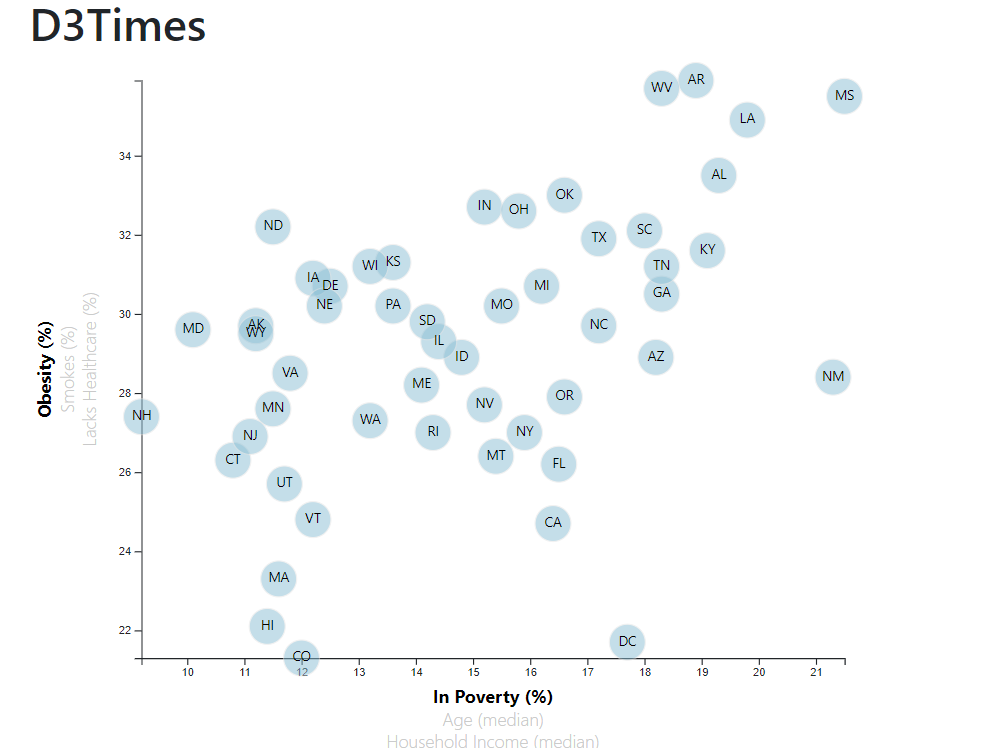 D3Times
WV
AR
MS
LA
34
AL
OK
IN
OH
ND
SC
32
TX
KY
WI
KS
TN
IA
DE
MI
GA
NE
PA
MO
30
SD
NC
MD
AK
WY
IL
ID
AZ
VA
NM
ME
28
OR
NV
MN
NH
WA
NJ
RI
NY
MT
CT
FL
26
UT
VT
CA
24
MA
HI
22
DC
CO
10 11 12 13 14 15 16 17 18 19 20 21
Obesity (%)
Smokes (%)
Lacks Healthcare (%)
In Poverty (%)
Age (median)
Household Income (median)